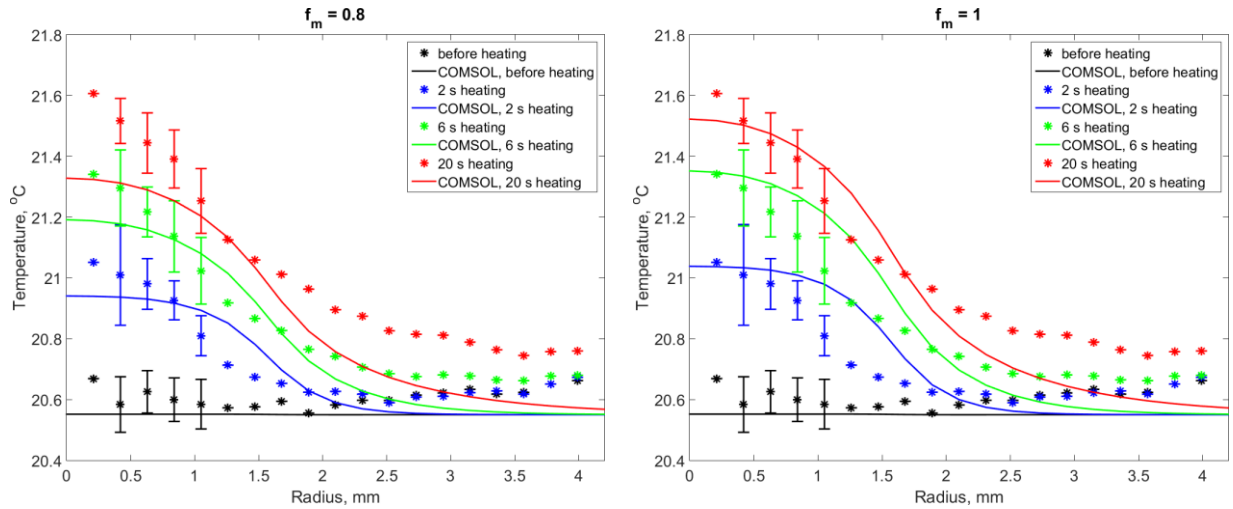 f_m = 0.8
21.8
21.6
21.4
21.2
21
20.8
20.6
20.4
Temperature, °C
0
0.5
1
1.5
2
2.5
3
3.5
4
Radius, mm
before heating
COMSOL, before heating
2 s heating
COMSOL, 2 s heating
6 s heating
COMSOL, 6 s heating
20 s heating
COMSOL, 20 s heating
f_m = 1
21.8
21.6
21.4
21.2
21
20.8
20.6
20.4
Temperature, °C
0
0.5
1
1.5
2
2.5
3
3.5
4
Radius, mm
before heating
COMSOL, before heating
2 s heating
COMSOL, 2 s heating
6 s heating
COMSOL, 6 s heating
20 s heating
COMSOL, 20 s heating